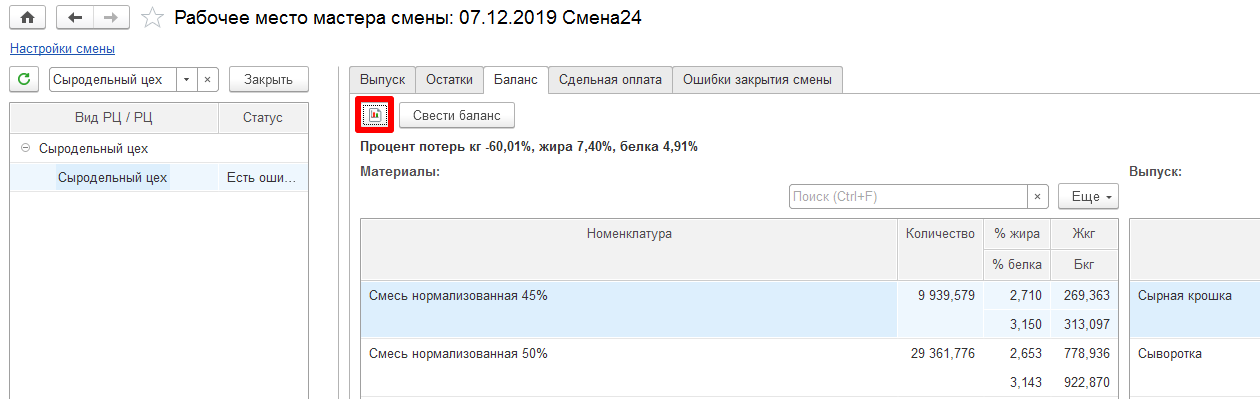 Рабочее место мастера смены: 07.12.2019 Смена24
Настройки смены
Сыродельный цех
Закрыть
Вид РЦ / РЦ Статус
Сыродельный цех
Сыродельный цех Есть оши...
Выпуск Остатки Баланс Сдельная оплата Ошибки закрытия смены
Свести баланс
Процент потерь кг -60,01%, жира 7,40%, белка 4,91%
Материалы: Выпуск:
Поиск (Ctrl+F) × Еще
Номенклатура Количество % жира Жкг
% белка Бкг
Смесь нормализованная 45% 9 939,579 2,710 269,363 Сырная крошка
3,150 313,097
Смесь нормализованная 50% 29 361,776 2,653 778,936 Сыворотка
3,143 922,870